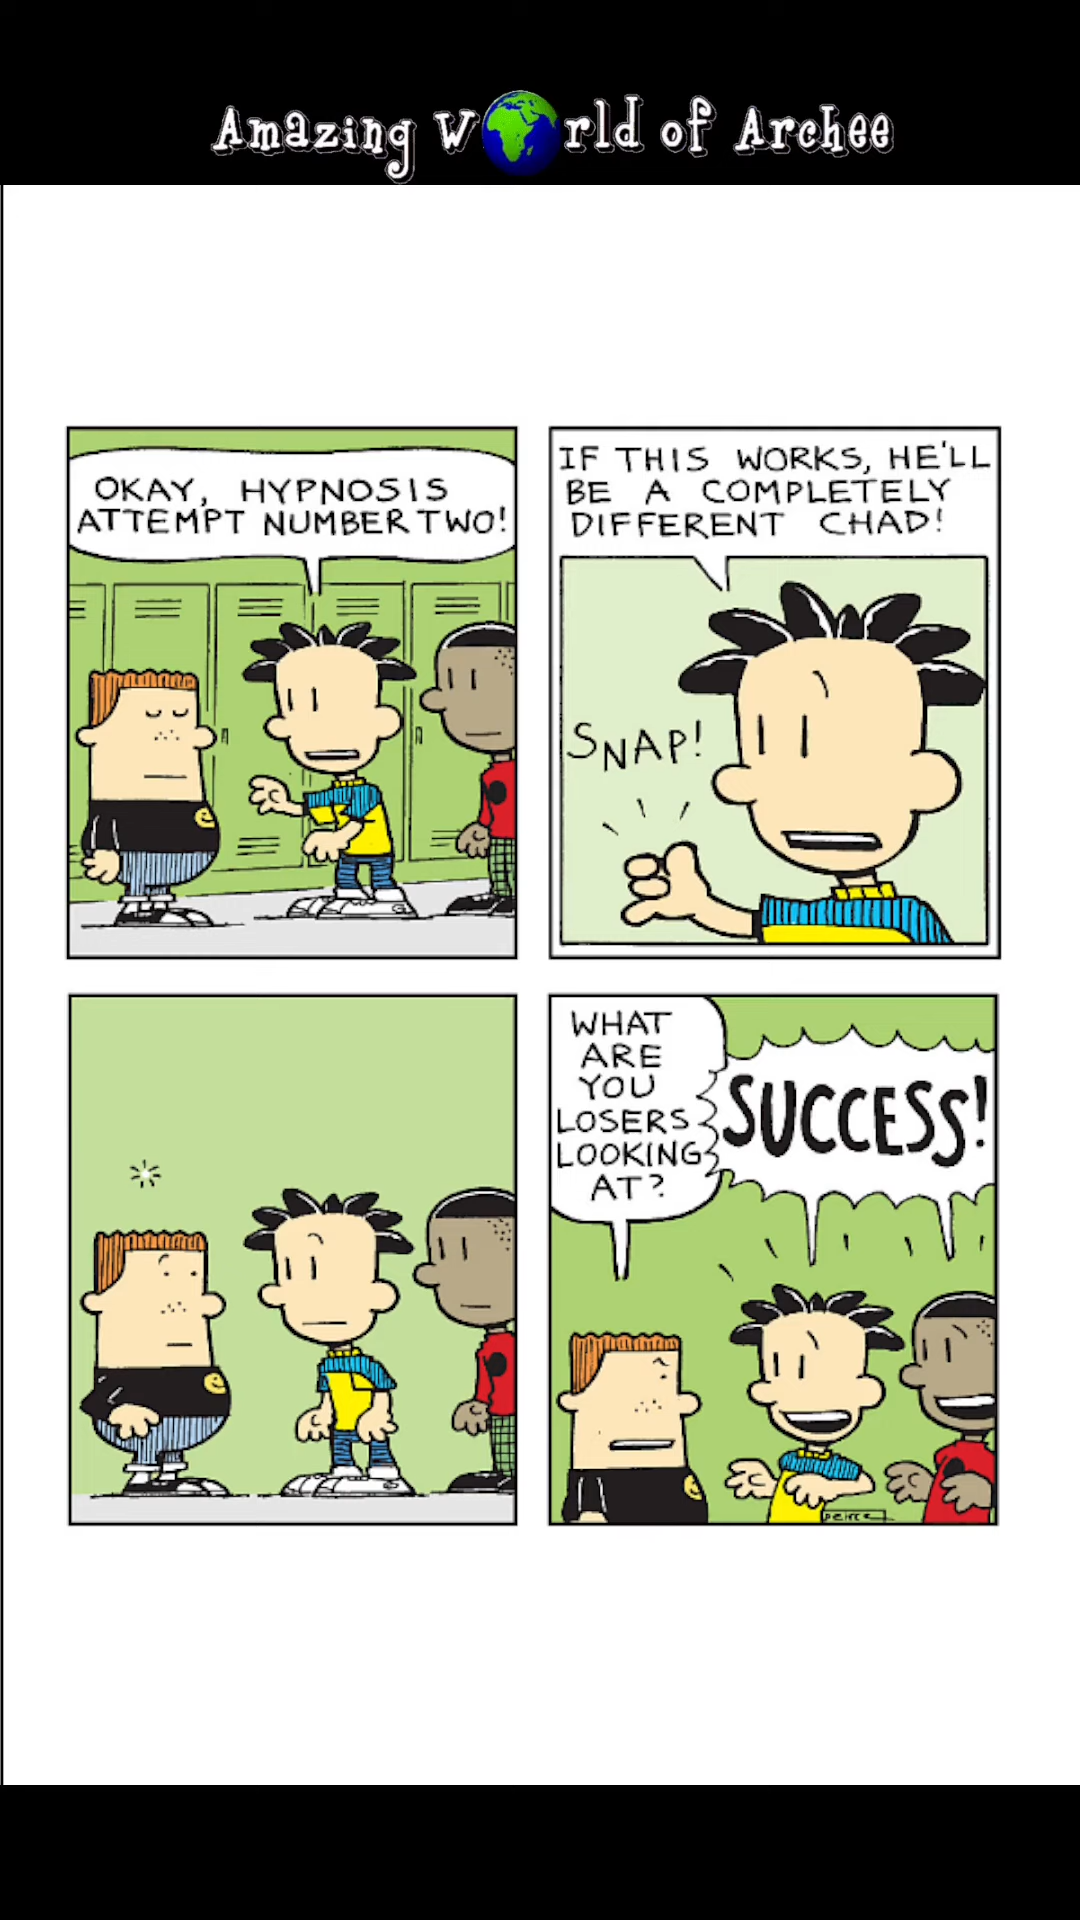 Amazing World of Archee
OKAY, HYPNOSIS
ATTEMPT NUMBER TWO!
IF THIS WORKS, HE'LL
BE A COMPLETELY
DIFFERENT CHAD!
SNAP!
WHAT
ARE
YOU
LOSERS
LOOKING
AT?
SUCCESS!
PEIRCE